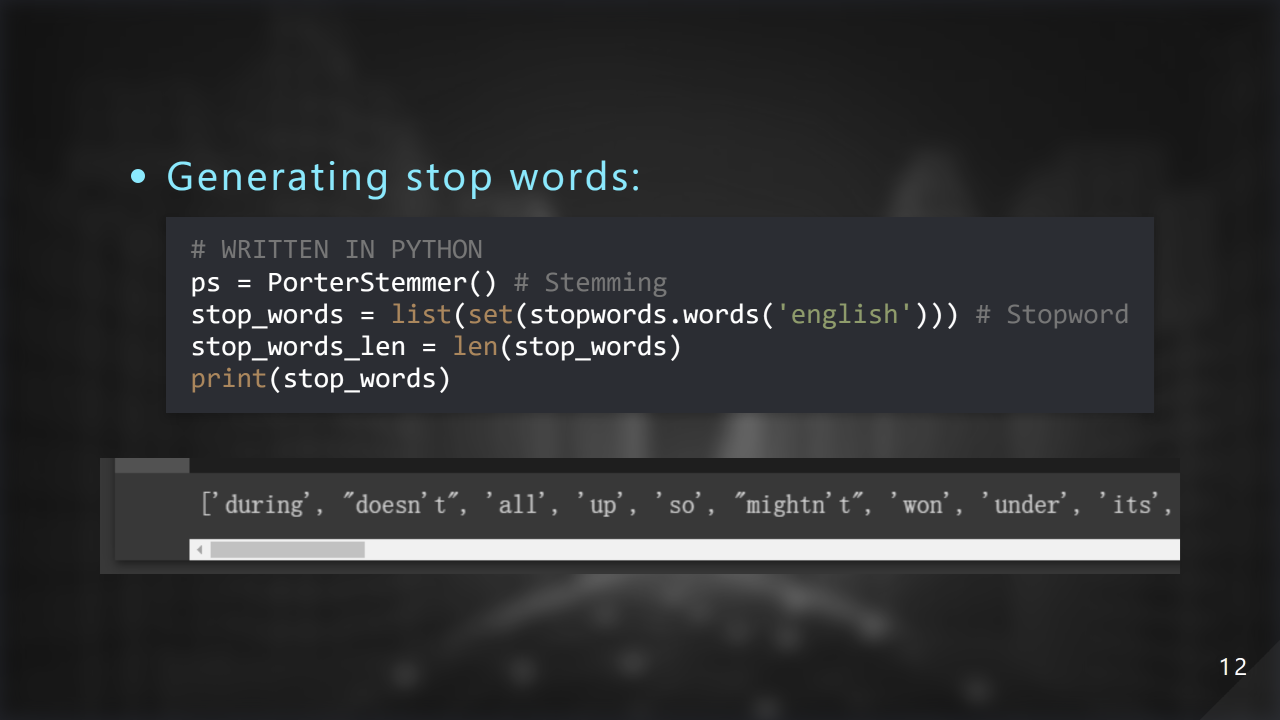 • Generating stop words:
# WRITTEN IN PYTHON
ps = PorterStemmer() # Stemming
stop_words = list(set(stopwords.words('english'))) # Stopword
stop_words_len = len(stop_words)
print(stop_words)
['during', "doesn't", 'all', 'up', 'so', "mightn't", 'won', 'under', 'its',
12